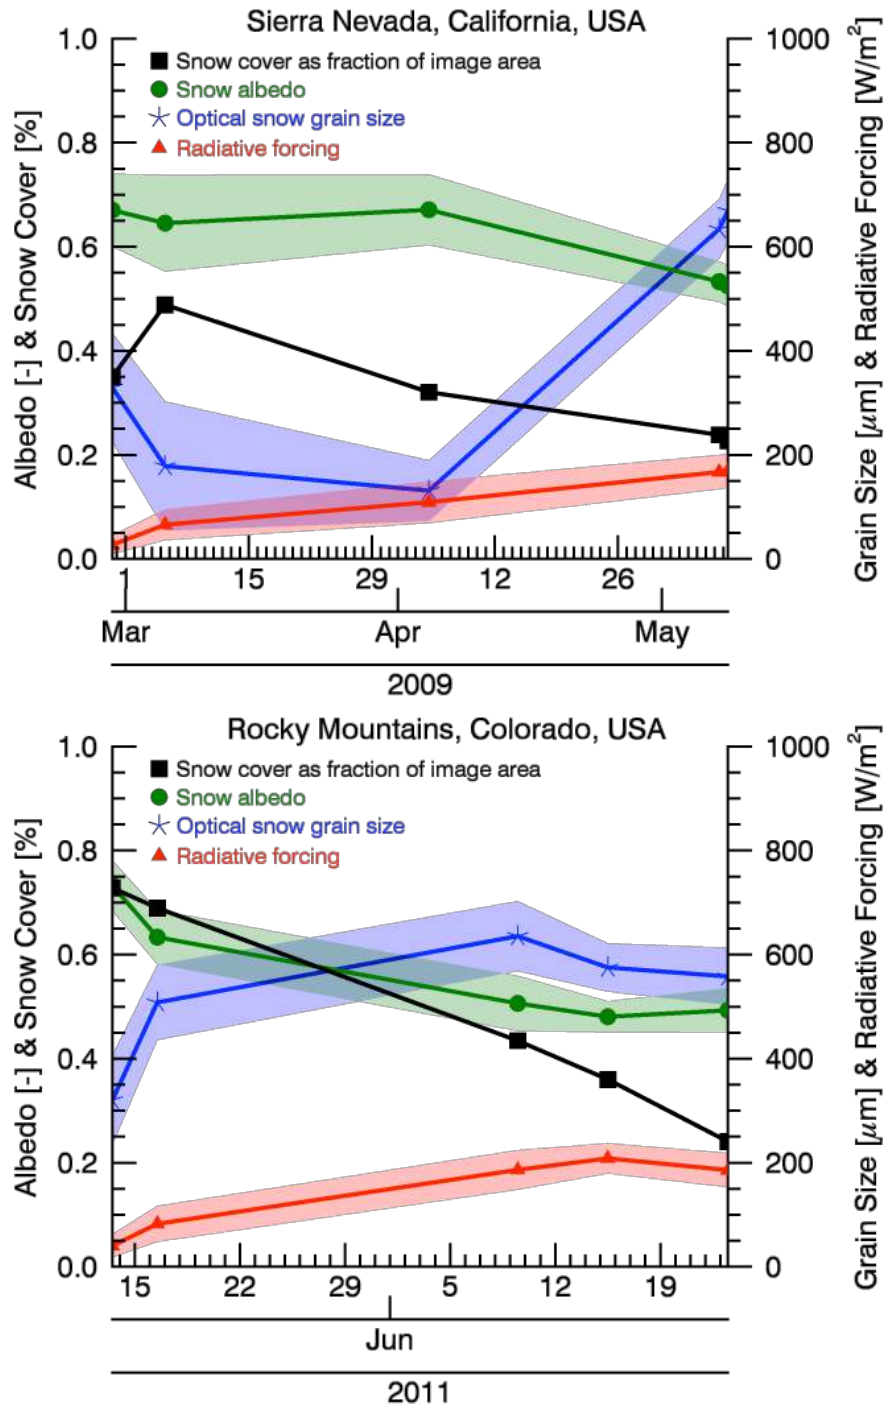 Sierra Nevada, California, USA
Snow cover as fraction of image area
Snow albedo
Optical snow grain size
Radiative forcing
Albedo [-] & Snow Cover [%]
1.0
0.8
0.6
0.4
0.2
0.0
1000
800
600
400
200
0
Grain Size [μm] & Radiative Forcing [W/m²]
1 15 29 12 26
Mar Apr May
2009
Rocky Mountains, Colorado, USA
Snow cover as fraction of image area
Snow albedo
Optical snow grain size
Radiative forcing
Albedo [-] & Snow Cover [%]
1.0
0.8
0.6
0.4
0.2
0.0
1000
800
600
400
200
0
Grain Size [μm] & Radiative Forcing [W/m²]
15 22 29 5 12 19
Jun
2011